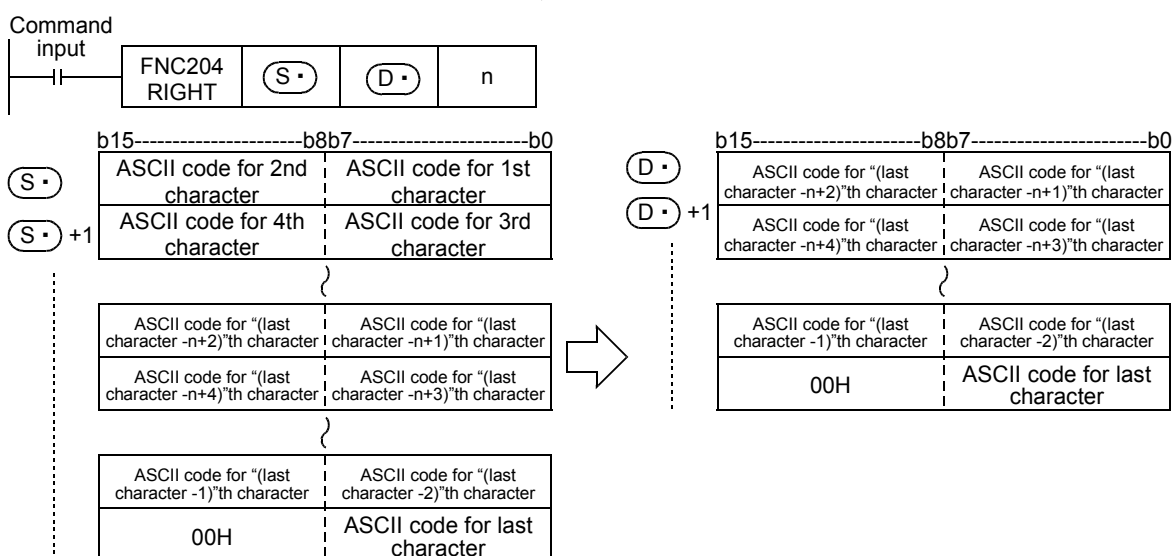 Command
input
FNC204
RIGHT
S・
D・
n
b15-----------------------b8b7------------------------b0
S・
ASCII code for 2nd
character
ASCII code for 1st
character
S・ +1
ASCII code for 4th
character
ASCII code for 3rd
character
ASCII code for “(last
character -n+2)”th character
ASCII code for “(last
character -n+1)”th character
ASCII code for “(last
character -n+4)”th character
ASCII code for “(last
character -n+3)”th character
ASCII code for “(last
character -1)”th character
ASCII code for “(last
character -2)”th character
00H
ASCII code for last
character
b15-----------------------b8b7------------------------b0
D・
ASCII code for “(last
character -n+2)”th character
ASCII code for “(last
character -n+1)”th character
D・ +1
ASCII code for “(last
character -n+4)”th character
ASCII code for “(last
character -n+3)”th character
ASCII code for “(last
character -1)”th character
ASCII code for “(last
character -2)”th character
00H
ASCII code for last
character